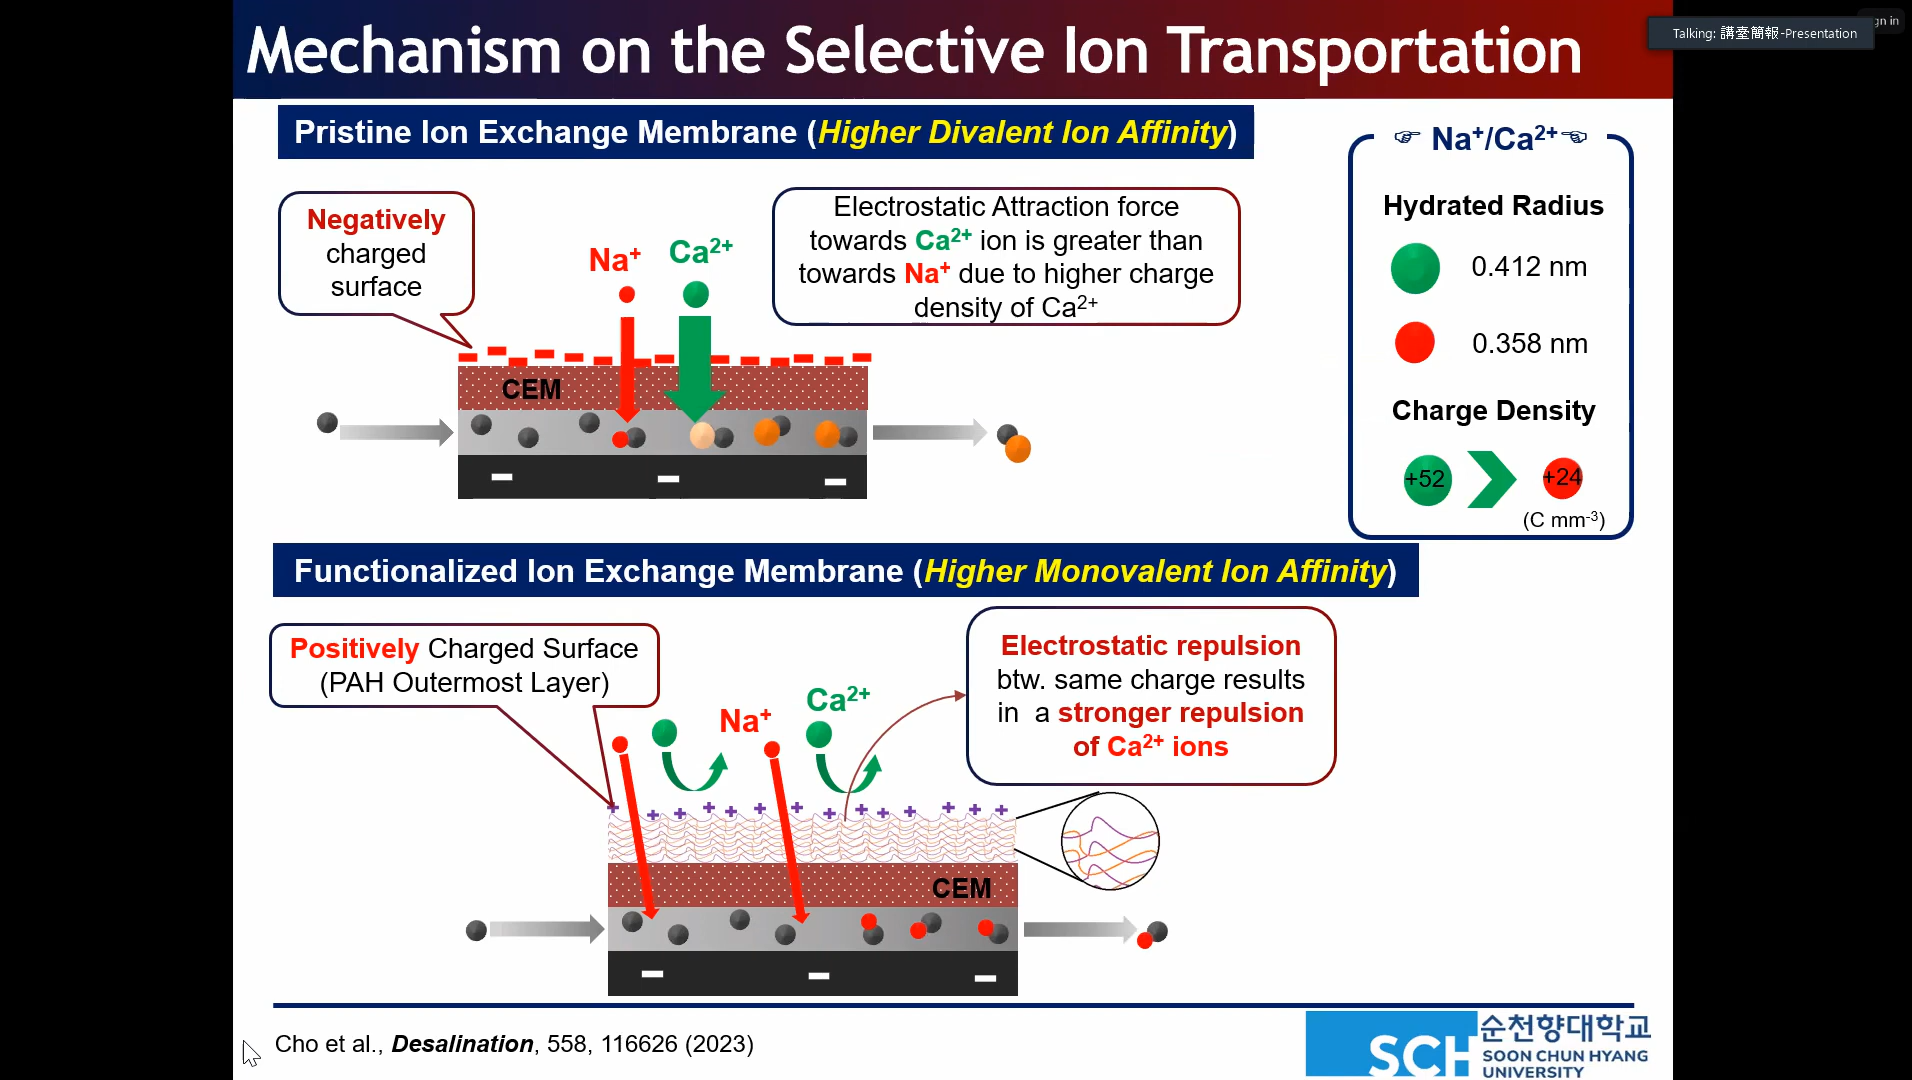 Mechanism on the Selective Ion Transportation
Talking: 講臺簡報-Presentation
gn in
Pristine Ion Exchange Membrane (Higher Divalent Ion Affinity)
☞ Na⁺/Ca²⁺ ☜
Negatively
charged
surface
Na⁺
Ca²⁺
Electrostatic Attraction force
towards Ca²⁺ ion is greater than
towards Na⁺ due to higher charge
density of Ca²⁺
CEM
Hydrated Radius
0.412 nm
0.358 nm
Charge Density
+52
+24
(C mm⁻³)
Functionalized Ion Exchange Membrane (Higher Monovalent Ion Affinity)
Positively Charged Surface
(PAH Outermost Layer)
Na⁺
Ca²⁺
Electrostatic repulsion
btw. same charge results
in a stronger repulsion
of Ca²⁺ ions
CEM
Cho et al., Desalination, 558, 116626 (2023)
SCH
순천향대학교
SOON CHUN HYANG
UNIVERSITY